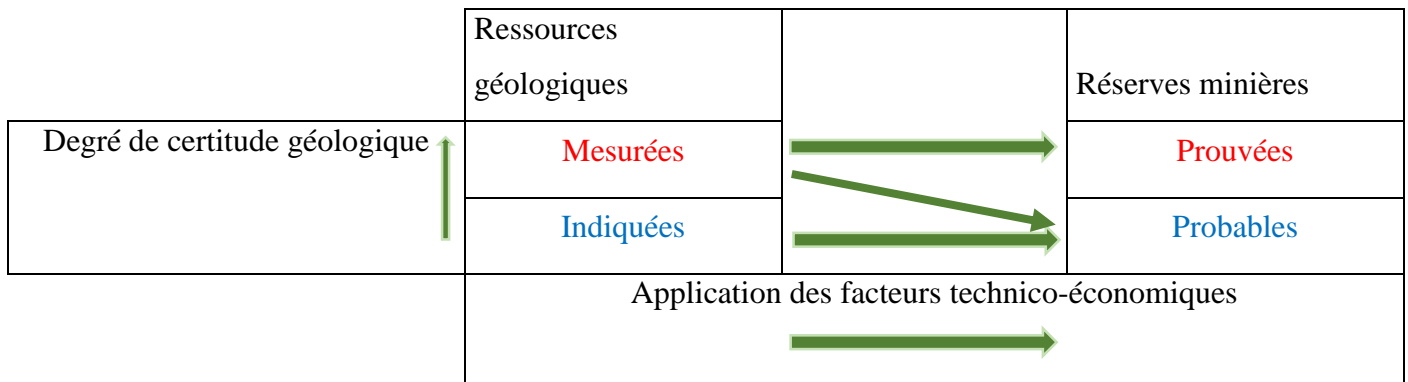 Ressources
géologiques
Réserves minières
Degré de certitude géologique
Mesurées
Prouvées
Indiquées
Probables
Application des facteurs technico-économiques